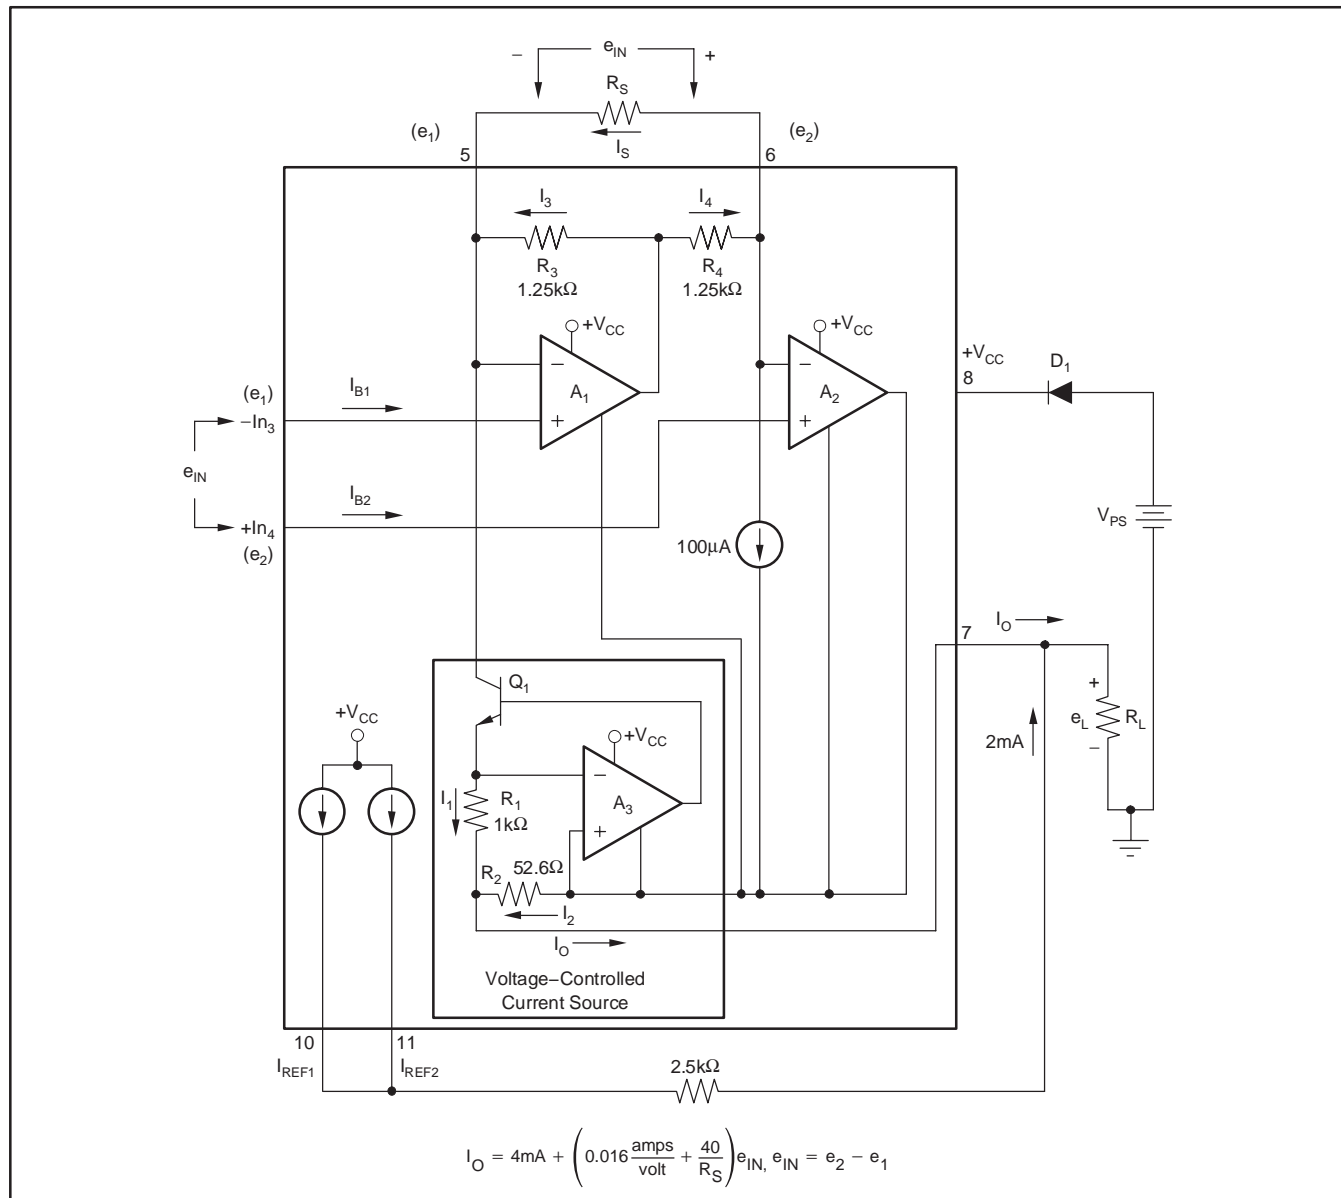 − e_IN +
R_S
(e_1) (e_2)
5 I_S 6
I_3 I_4
R_3 R_4
1.25kΩ 1.25kΩ
+V_CC +V_CC
+V_CC D_1
8
(e_1) I_B1 − A_1 − A_2
−In_3 + +
e_IN
I_B2
+In_4
(e_2)
V_PS
100µA
I_O
7
Q_1
+V_CC +V_CC
+
e_L R_L
−
2mA
I_1 R_1 − A_3
1kΩ +
R_2 52.6Ω
I_2
I_O
Voltage−Controlled
Current Source
10 11
I_REF1 I_REF2
2.5kΩ
I_O = 4mA + (0.016 amps/volt + 40/R_S) e_IN, e_IN = e_2 − e_1